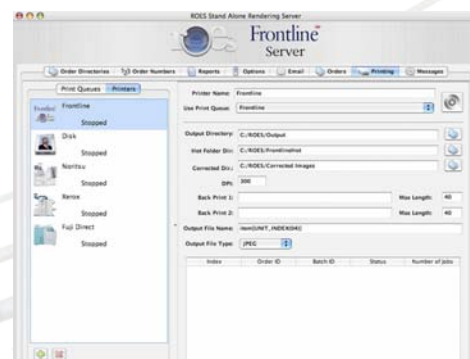 ROES Stand Alone Rendering Server
Frontline
Server
Order Directories
Order Numbers
Reports
Options
Email
Orders
Printing
Messages
Print Queues
Printers
Frontline
Stopped
Disk
Stopped
Noritsu
Stopped
Xerox
Stopped
Fuji Direct
Stopped
Printer Name: Frontline
Use Print Queue: Frontline
Output Directory: C:/ROES/Output
Hot Folder Dir: C:/ROES/FrontlineHot
Corrected Dir: C:/ROES/Corrected Images
DPI: 300
Back Print 1:
Max Length: 40
Back Print 2:
Max Length: 40
Output File Name:
Output File Type: JPEG
Index
Order ID
Batch ID
Status
Number of Jobs